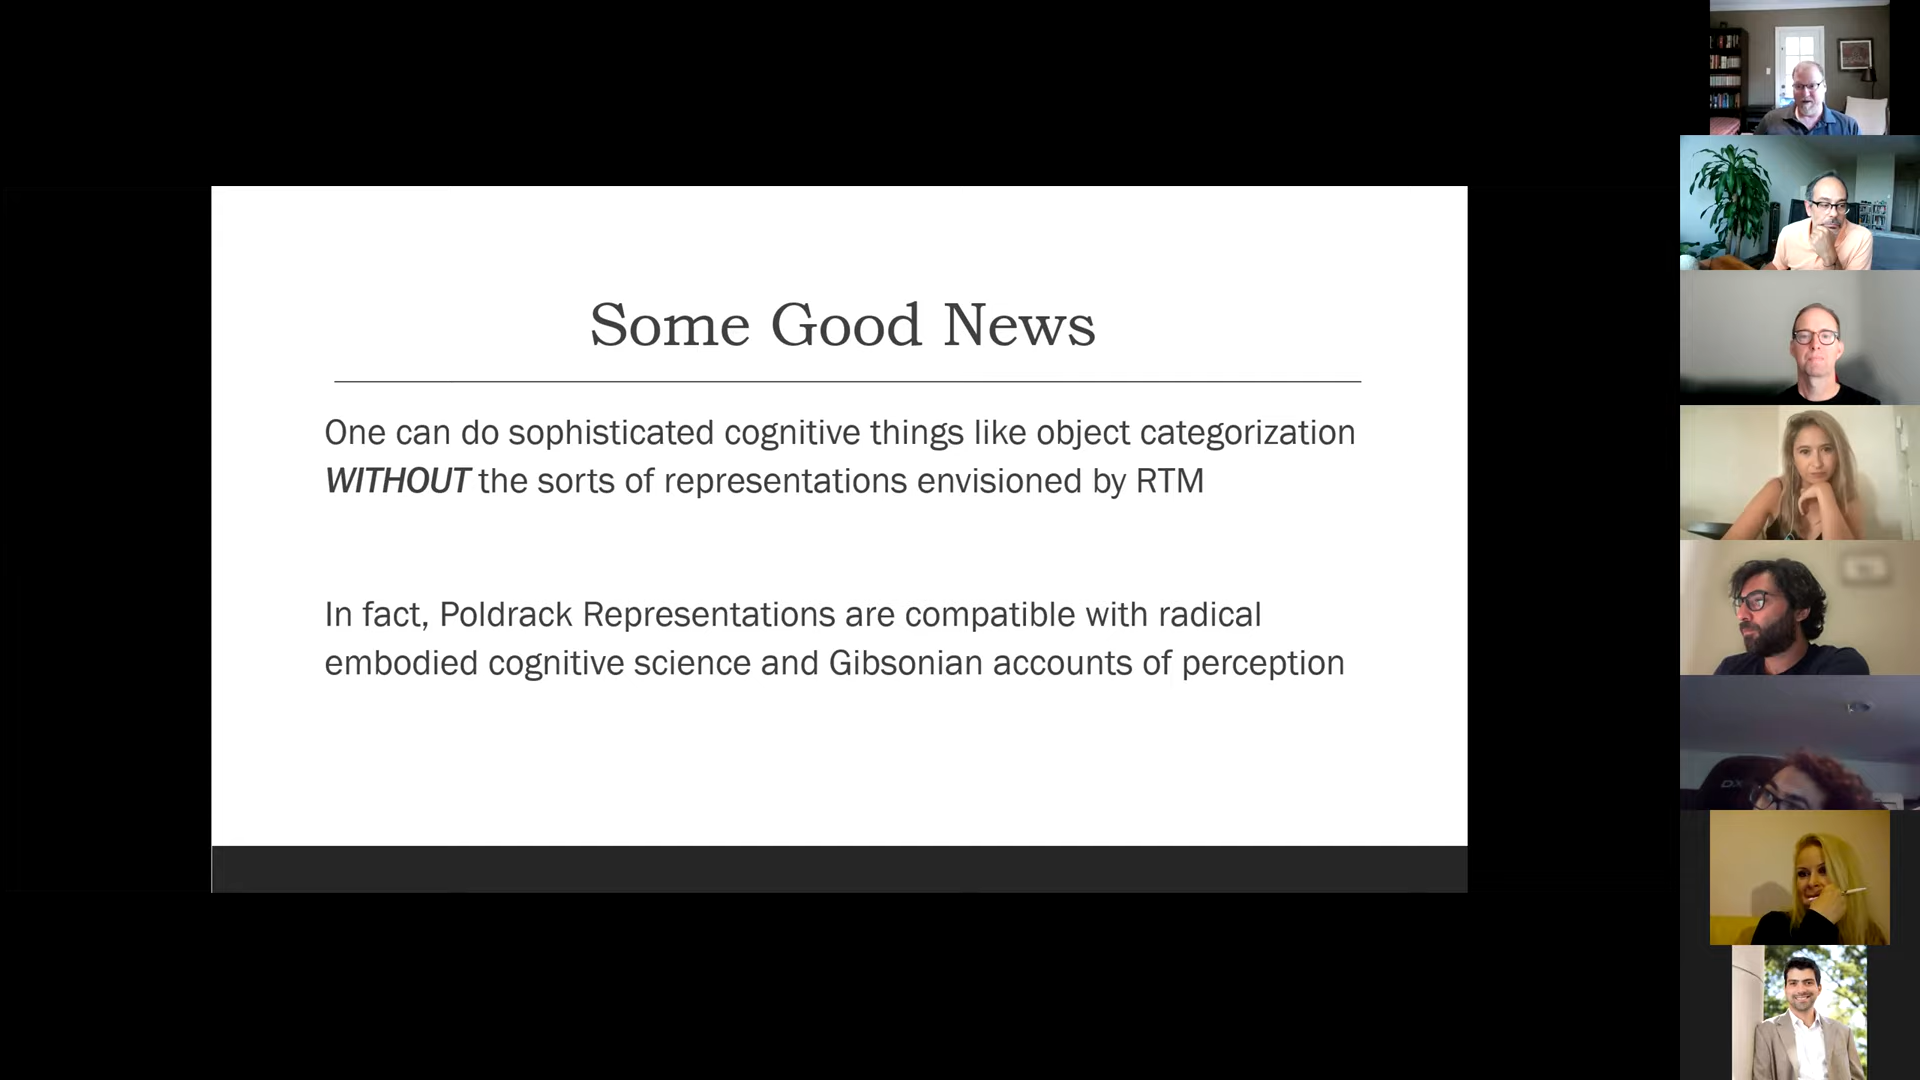 Some Good News
One can do sophisticated cognitive things like object categorization
WITHOUT the sorts of representations envisioned by RTM
In fact, Poldrack Representations are compatible with radical
embodied cognitive science and Gibsonian accounts of perception
DX